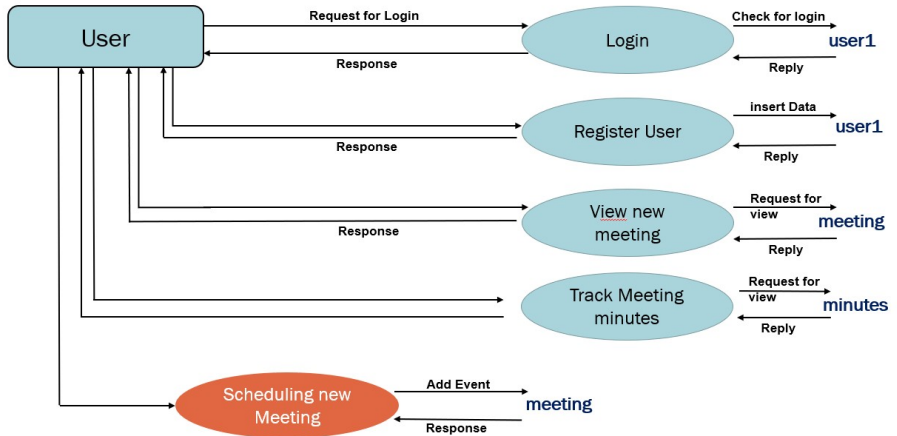 Request for Login
Check for login
User
Login
user1
Response
Reply
insert Data
Register User
user1
Response
Reply
Request for
view
View new
meeting
meeting
Response
Reply
Request for
view
Track Meeting
minutes
minutes
Reply
Scheduling new
Meeting
Add Event
meeting
Response